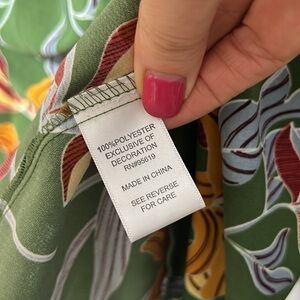 100%POLYESTER
EXCLUSIVE OF
DECORATION
RN#95619
MADE IN CHINA
SEE REVERSE
FOR CARE